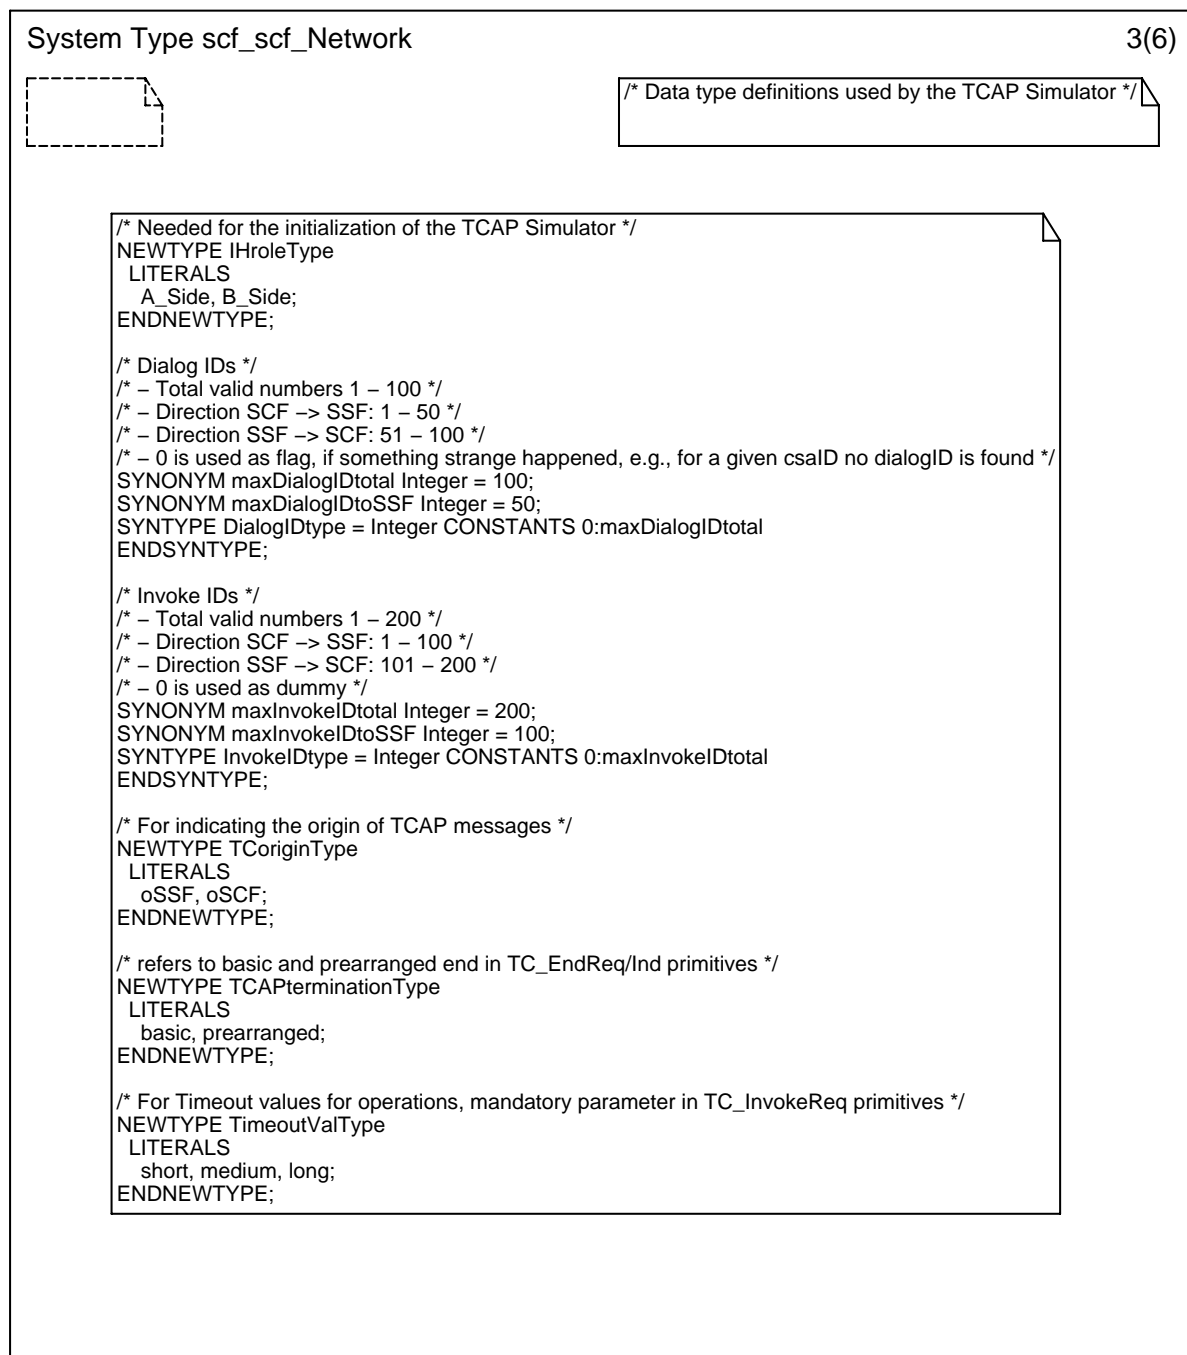 System Type scf_scf_Network
3(6)
/* Data type definitions used by the TCAP Simulator */
/* Needed for the initialization of the TCAP Simulator */
NEWTYPE IHroleType
LITERALS
A_Side, B_Side;
ENDNEWTYPE;
/* Dialog IDs */
/* – Total valid numbers 1 – 100 */
/* – Direction SCF –> SSF: 1 – 50 */
/* – Direction SSF –> SCF: 51 – 100 */
/* – 0 is used as flag, if something strange happened, e.g., for a given csaID no dialogID is found */
SYNONYM maxDialogIDtotal Integer = 100;
SYNONYM maxDialogIDtoSSF Integer = 50;
SYNTYPE DialogIDtype = Integer CONSTANTS 0:maxDialogIDtotal
ENDSYNTYPE;
/* Invoke IDs */
/* – Total valid numbers 1 – 200 */
/* – Direction SCF –> SSF: 1 – 100 */
/* – Direction SSF –> SCF: 101 – 200 */
/* – 0 is used as dummy */
SYNONYM maxInvokeIDtotal Integer = 200;
SYNONYM maxInvokeIDtoSSF Integer = 100;
SYNTYPE InvokeIDtype = Integer CONSTANTS 0:maxInvokeIDtotal
ENDSYNTYPE;
/* For indicating the origin of TCAP messages */
NEWTYPE TCoriginType
LITERALS
oSSF, oSCF;
ENDNEWTYPE;
/* refers to basic and prearranged end in TC_EndReq/Ind primitives */
NEWTYPE TCAPterminationType
LITERALS
basic, prearranged;
ENDNEWTYPE;
/* For Timeout values for operations, mandatory parameter in TC_InvokeReq primitives */
NEWTYPE TimeoutValType
LITERALS
short, medium, long;
ENDNEWTYPE;